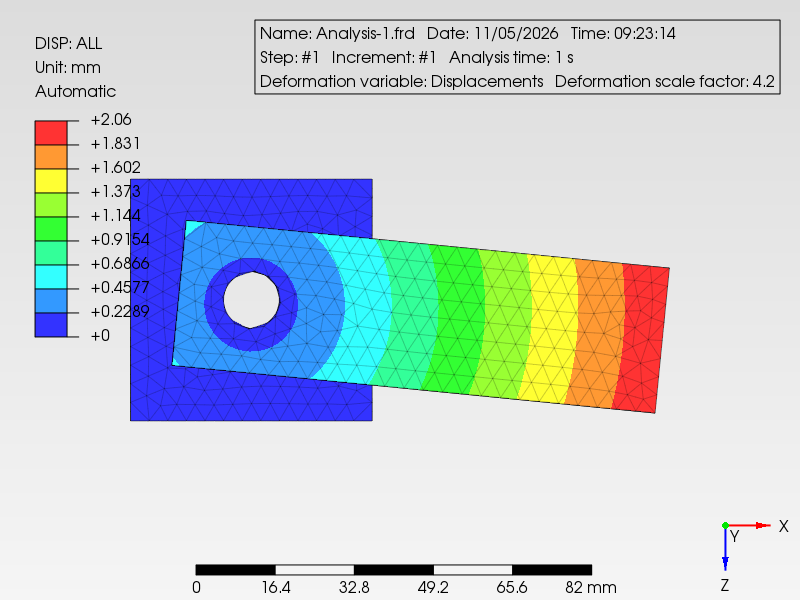 Name: Analysis-1.frd   Date: 11/05/2026   Time: 09:23:14
Step: #1   Increment: #1   Analysis time: 1 s
Deformation variable: Displacements   Deformation scale factor: 4.2
DISP: ALL
Unit: mm
Automatic
+2.06
+1.831
+1.602
+1.373
+1.144
+0.9154
+0.6866
+0.4577
+0.2289
+0
X
Y
Z
0 16.4 32.8 49.2 65.6 82 mm